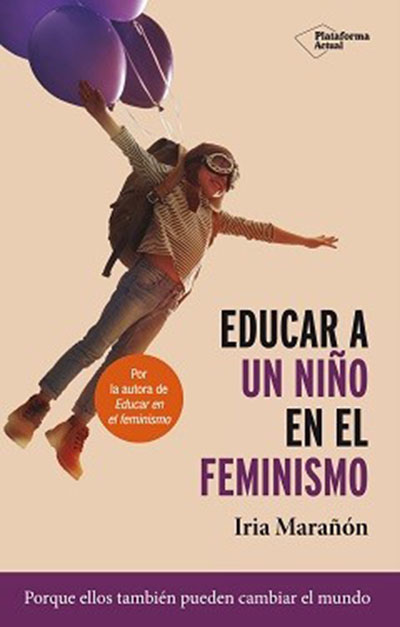 Plataforma
Actual
EDUCAR A
UN NIÑO
EN EL
FEMINISMO
Iria Marañón
Por
la autora de
Educar en
el feminismo
Porque ellos también pueden cambiar el mundo